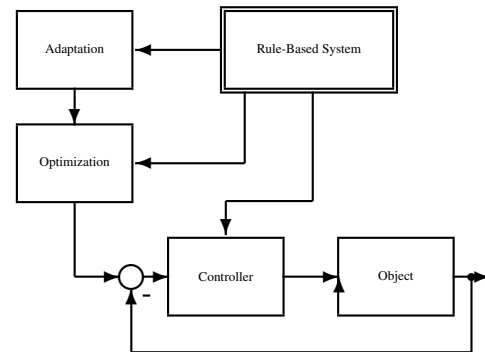 Adaptation
Rule-Based System
Optimization
Controller
Object
-